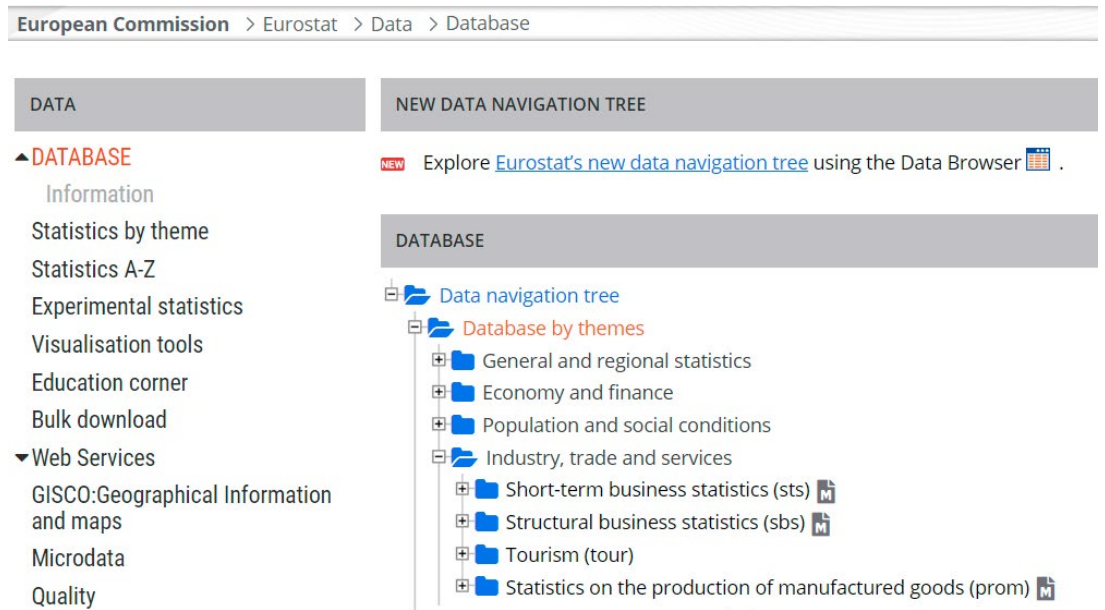 European Commission > Eurostat > Data > Database
DATA
DATABASE
Information
Statistics by theme
Statistics A-Z
Experimental statistics
Visualisation tools
Education corner
Bulk download
Web Services
GISCO:Geographical Information
and maps
Microdata
Quality
NEW DATA NAVIGATION TREE
NEW Explore Eurostat's new data navigation tree using the Data Browser .
DATABASE
Data navigation tree
Database by themes
General and regional statistics
Economy and finance
Population and social conditions
Industry, trade and services
Short-term business statistics (sts) M
Structural business statistics (sbs) M
Tourism (tour)
Statistics on the production of manufactured goods (prom) M